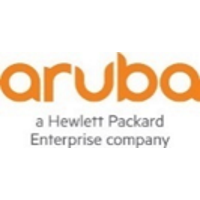 aruba
a Hewlett Packard
Enterprise company